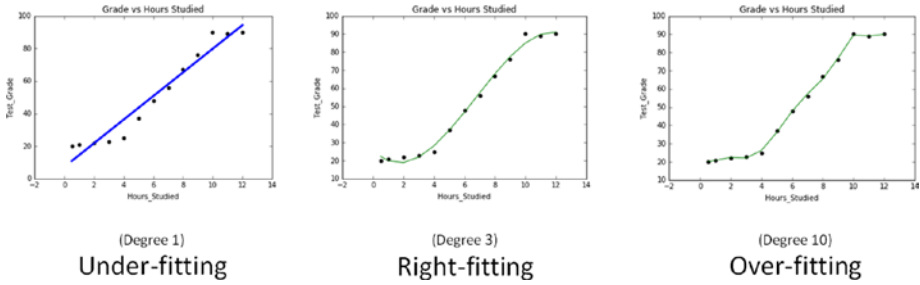 Grade vs Hours Studied
100
80
60
40
20
0
Test_Grade
−2 0 2 4 6 8 10 12 14
Hours_Studied
(Degree 1)
Under-fitting
Grade vs Hours Studied
100
90
80
70
60
50
40
30
20
10
Test_Grade
−2 0 2 4 6 8 10 12 14
Hours_Studied
(Degree 3)
Right-fitting
Grade vs Hours Studied
100
90
80
70
60
50
40
30
20
10
Test_Grade
−2 0 2 4 6 8 10 12 14
Hours_Studied
(Degree 10)
Over-fitting